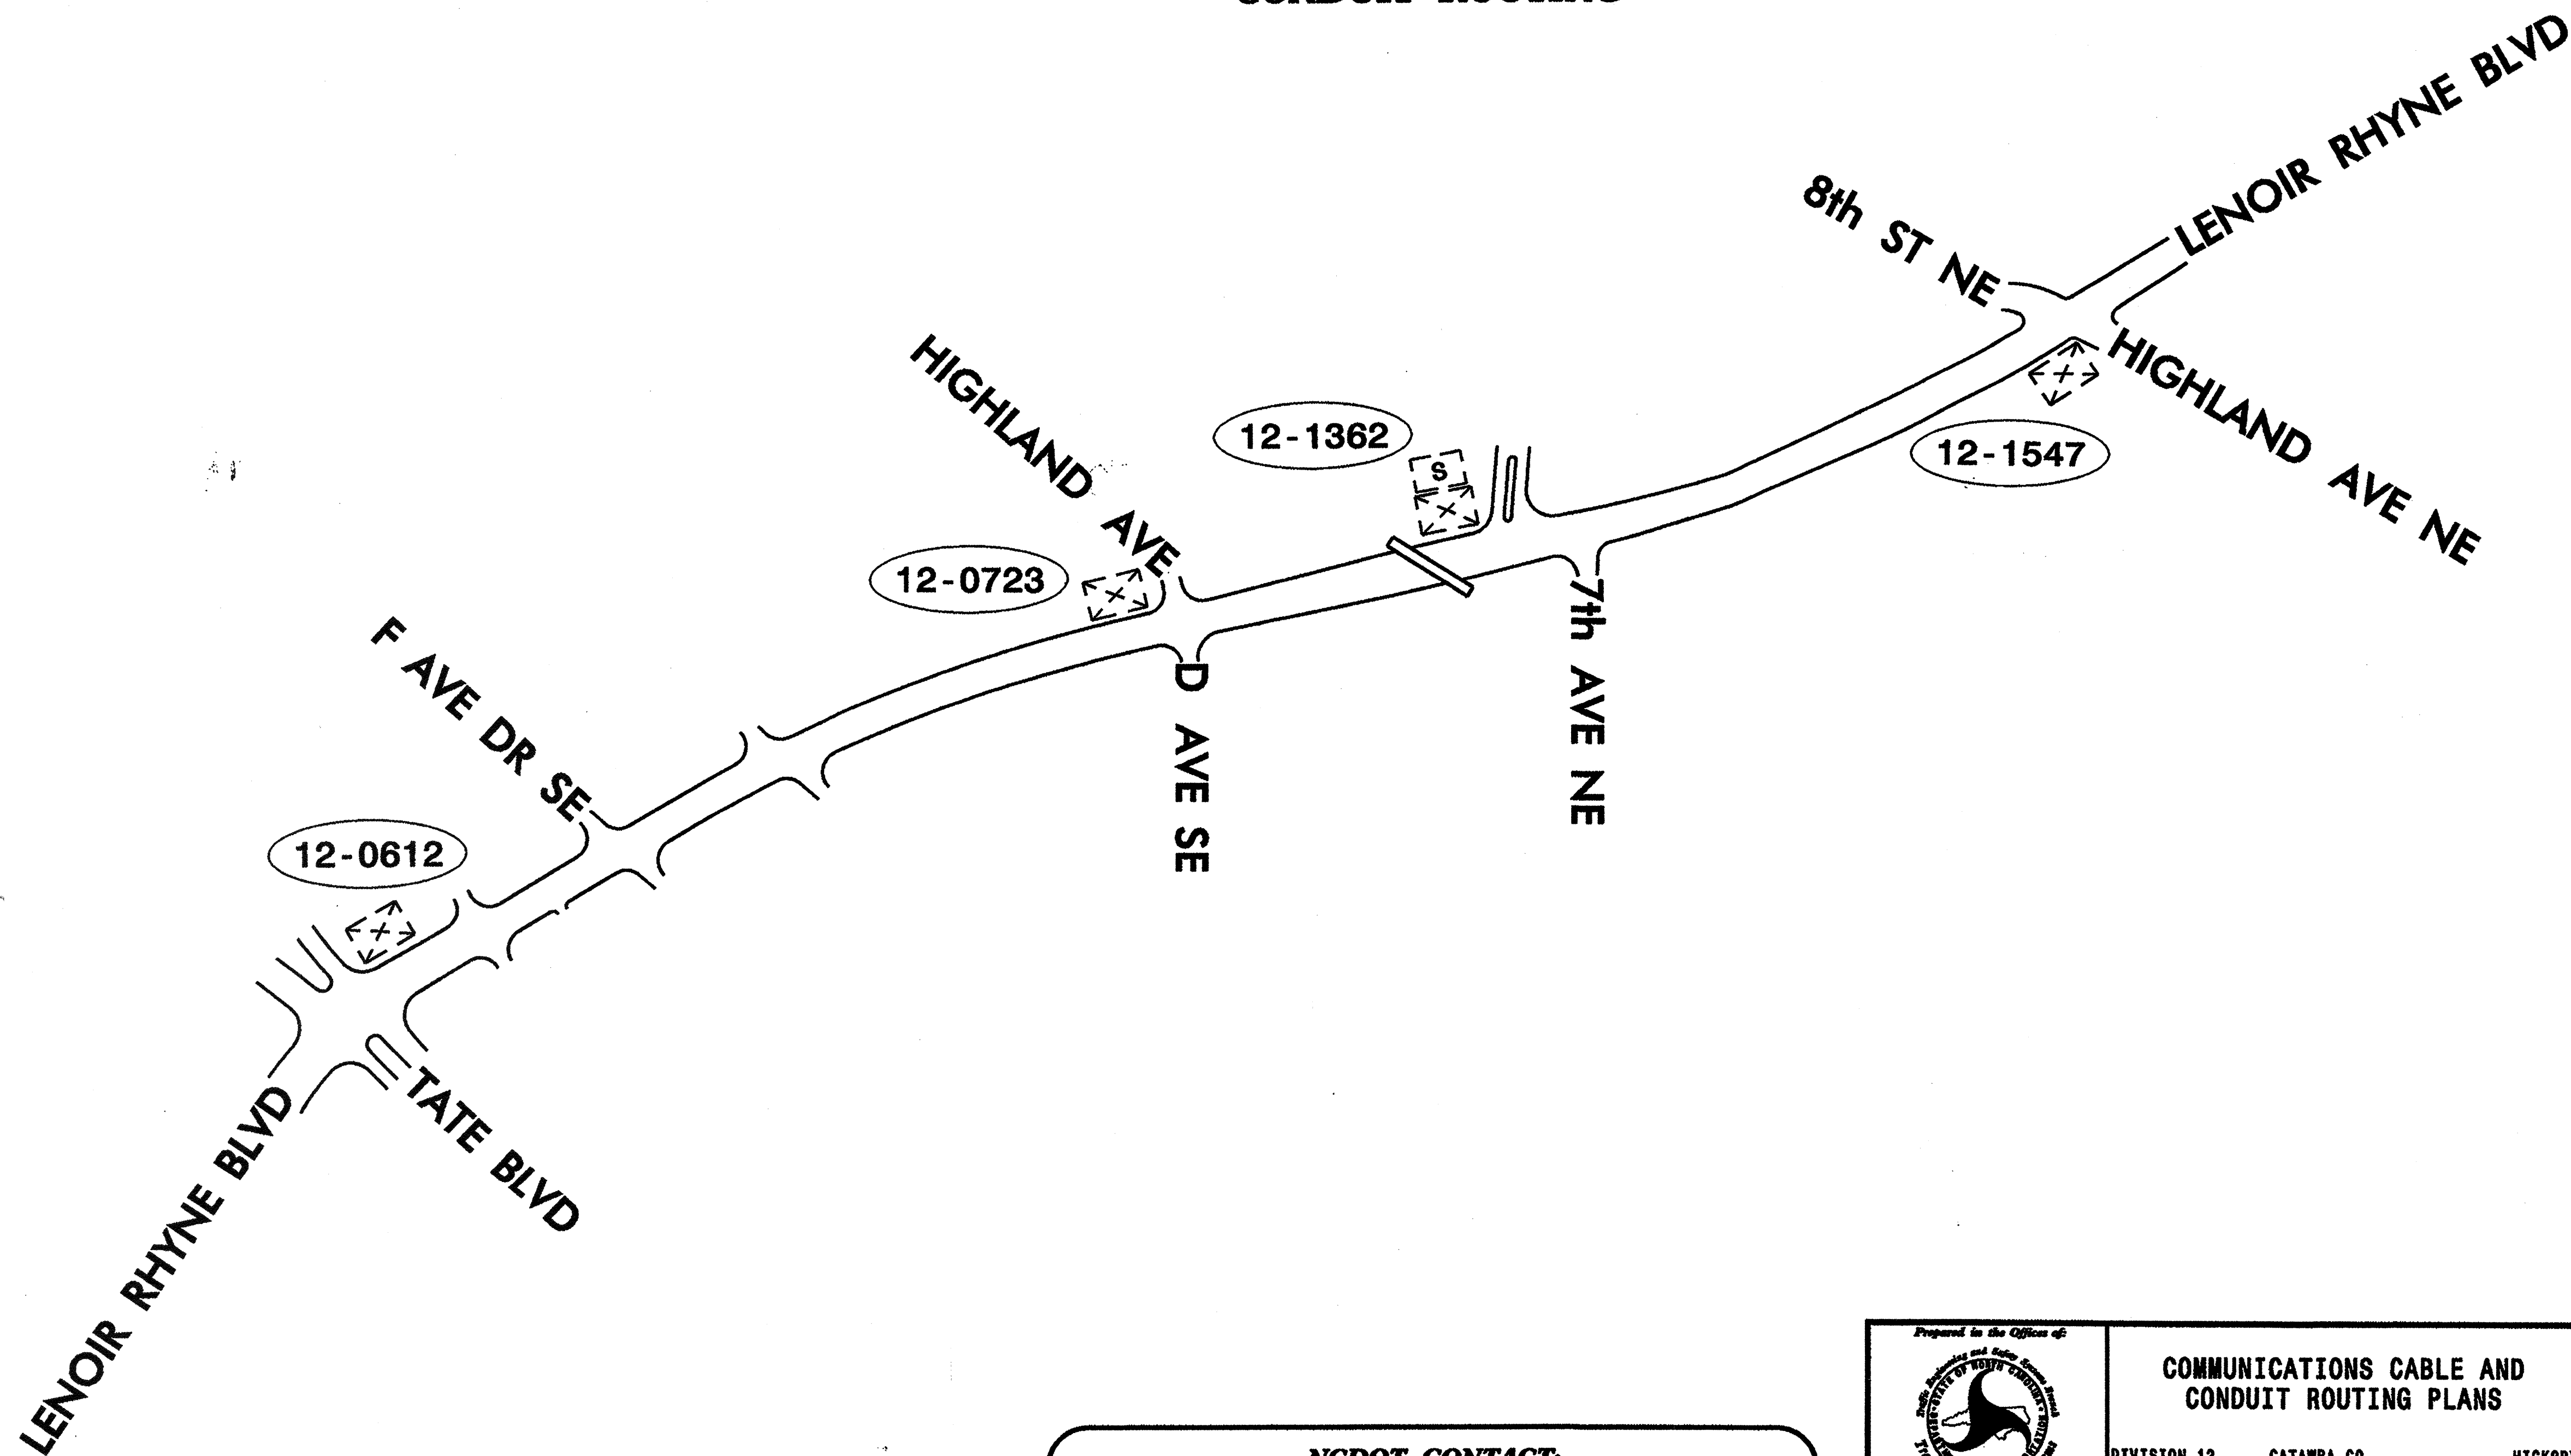 LENOIR RHYNE BLVD
8th ST NE
HIGHLAND AVE NE
HIGHLAND AVE
12-1362
S
12-1547
12-0723
7th AVE NE
F AVE DR SE
D AVE SE
12-0612
TATE BLVD
LENOIR RHYNE BLVD
Prepared in the Offices of:
COMMUNICATIONS CABLE AND
CONDUIT ROUTING PLANS
NCDOT CONTACT:
DIVISION 12 CATAWBA CO